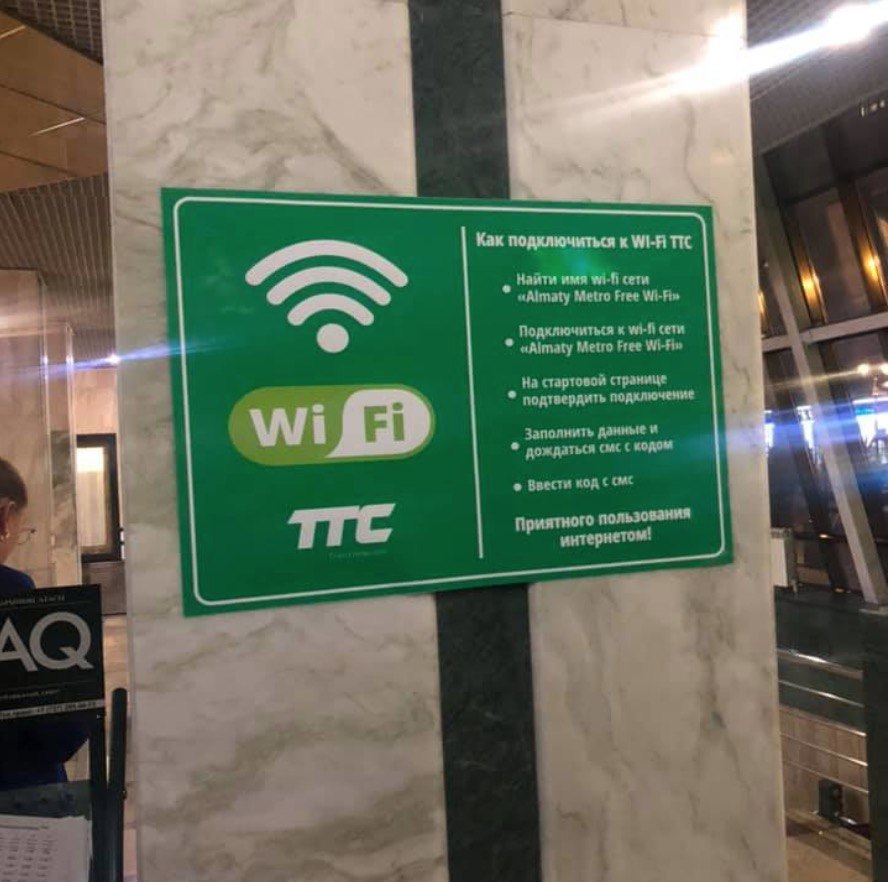 Wi Fi
TTC
Как подключиться к WI-Fi ТТС
Найти имя wi-fi сети
«Almaty Metro Free Wi-Fi»
Подключиться к wi-fi сети
«Almaty Metro Free Wi-Fi»
На стартовой странице
подтвердить подключение
Заполнить данные и
дождаться смс с кодом
Ввести код с смс
Приятного пользования
интернетом!
AQ